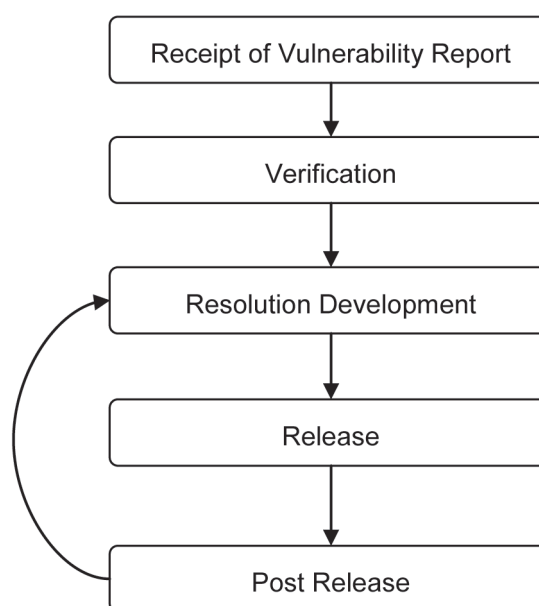 Receipt of Vulnerability Report
Verification
Resolution Development
Release
Post Release